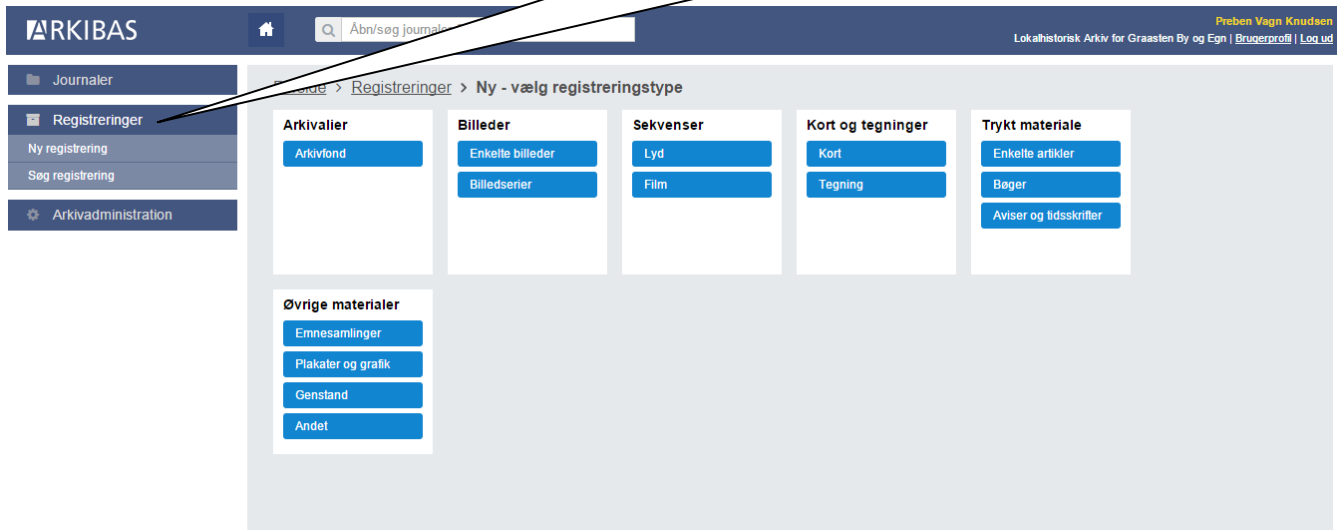 ARKIBAS
Åbn/søg journaler
Preben Vagn Knudsen
Lokalhistorisk Arkiv for Graasten By og Egn | Brugerprofil | Log ud
Journaler
Registreringer
Ny registrering
Søg registrering
Arkivadministration
> Registreringer > Ny - vælg registreringstype
Arkivalier
Arkivfond
Billeder
Enkelte billeder
Billedserier
Sekvenser
Lyd
Film
Kort og tegninger
Kort
Tegning
Trykt materiale
Enkelte artikler
Bøger
Aviser og tidsskrifter
Øvrige materialer
Emnesamlinger
Plakater og grafik
Genstand
Andet